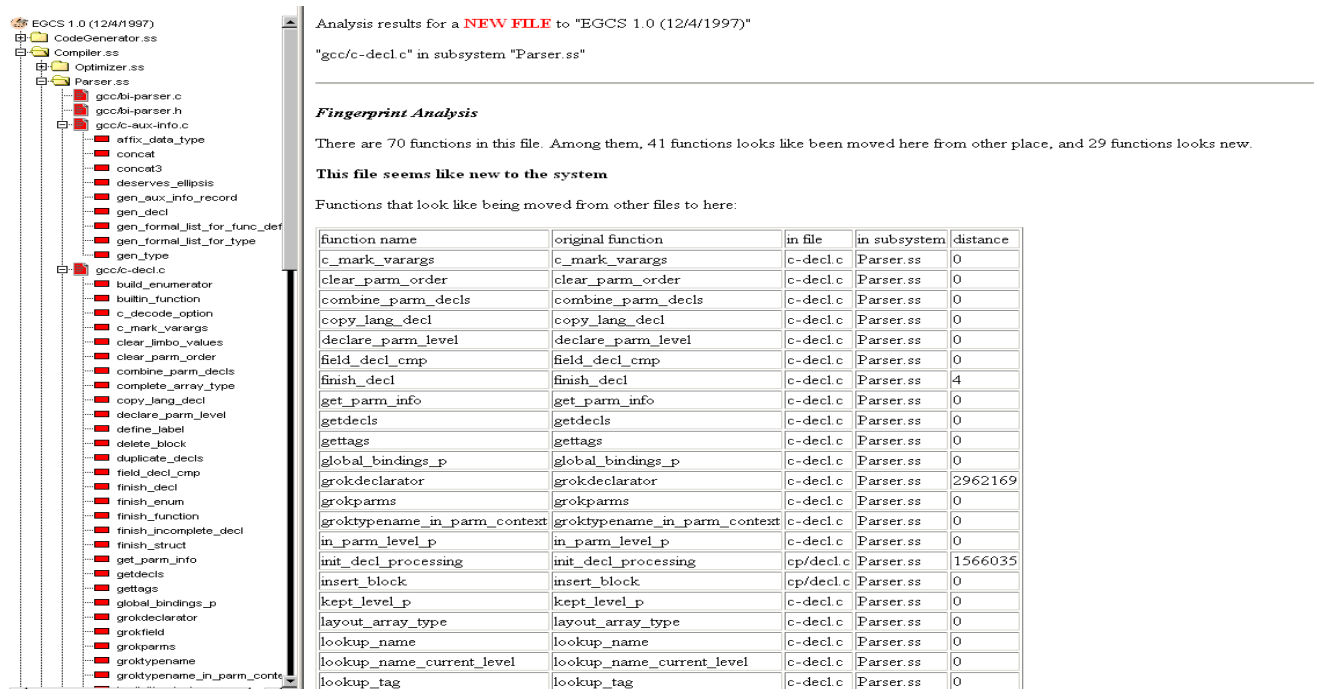 EGCS 1.0 (12/4/1997)
CodeGenerator.ss
Compiler.ss
Optimizer.ss
Parser.ss
gcc/bi-parser.c
gcc/bi-parser.h
gcc/c-aux-info.c
affix_data_type
concat
concat3
deserves_ellipsis
gen_aux_info_record
gen_decl
gen_formal_list_for_func_def
gen_formal_list_for_type
gen_type
gcc/c-decl.c
build_enumerator
builtin_function
c_decode_option
c_mark_varargs
clear_limbo_values
clear_parm_order
combine_parm_decls
complete_array_type
copy_lang_decl
declare_parm_level
define_label
delete_block
duplicate_decls
field_decl_cmp
finish_decl
finish_enum
finish_function
finish_incomplete_decl
finish_struct
get_parm_info
getdecls
gettags
global_bindings_p
grokdeclarator
grokfield
grokparms
groktypename
groktypename_in_parm_conte
Analysis results for a NEW FILE to "EGCS 1.0 (12/4/1997)"
"gcc/c-decl.c" in subsystem "Parser.ss"
Fingerprint Analysis
There are 70 functions in this file. Among them, 41 functions looks like been moved here from other place, and 29 functions looks new.
This file seems like new to the system
Functions that look like being moved from other files to here:
function name original function in file in subsystem distance
c_mark_varargs c_mark_varargs c-decl.c Parser.ss 0
clear_parm_order clear_parm_order c-decl.c Parser.ss 0
combine_parm_decls combine_parm_decls c-decl.c Parser.ss 0
copy_lang_decl copy_lang_decl c-decl.c Parser.ss 0
declare_parm_level declare_parm_level c-decl.c Parser.ss 0
field_decl_cmp field_decl_cmp c-decl.c Parser.ss 0
finish_decl finish_decl c-decl.c Parser.ss 4
get_parm_info get_parm_info c-decl.c Parser.ss 0
getdecls getdecls c-decl.c Parser.ss 0
gettags gettags c-decl.c Parser.ss 0
global_bindings_p global_bindings_p c-decl.c Parser.ss 0
grokdeclarator grokdeclarator c-decl.c Parser.ss 2962169
grokparms grokparms c-decl.c Parser.ss 0
groktypename_in_parm_context groktypename_in_parm_context c-decl.c Parser.ss 0
in_parm_level_p in_parm_level_p c-decl.c Parser.ss 0
init_decl_processing init_decl_processing cp/decl.c Parser.ss 1566035
insert_block insert_block cp/decl.c Parser.ss 0
kept_level_p kept_level_p c-decl.c Parser.ss 0
layout_array_type layout_array_type c-decl.c Parser.ss 0
lookup_name lookup_name c-decl.c Parser.ss 0
lookup_name_current_level lookup_name_current_level c-decl.c Parser.ss 0
lookup_tag lookup_tag c-decl.c Parser.ss 0